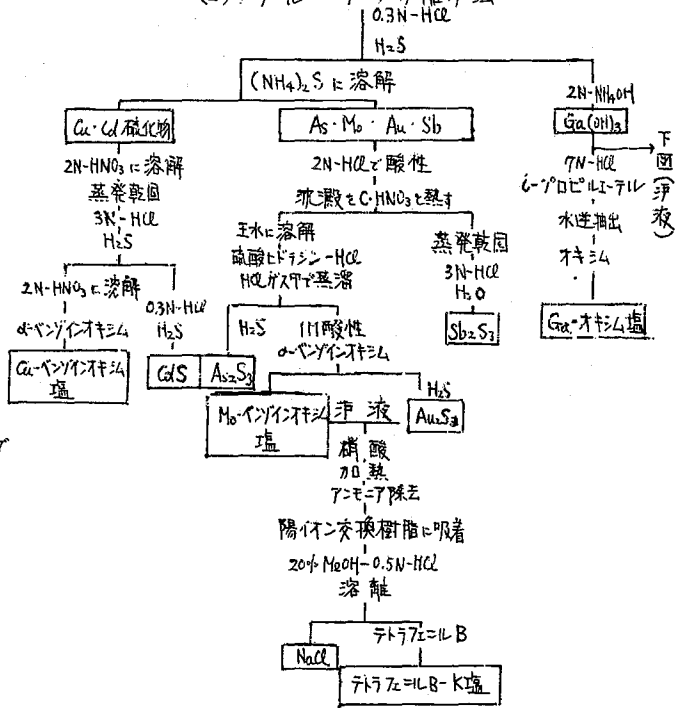 0.3N-HCl
H₂S
(NH₄)₂Sに溶解
2N-NH₄OH
Cu・Cd硫化物
As・Mo・Au・Sb
Ga(OH)₃
下図(浄液)
2N-HNO₃に溶解
蒸発乾固
3N-HCl
H₂S
2N-HClで酸性
沈澱をC・HNO₃を熱す
7N-HCl
i-プロピルエーテル
水逆抽出
オキシム
王水に溶解
硫酸ヒドラジン-HCl
HClガス中で蒸溜
蒸発乾固
3N-HCl
H₂O
2N-HNO₃に溶解
α-ベンゾインオキシム
0.3N-HCl
H₂S
H₂S
1M酸性
α-ベンゾインオキシム
Sb₂S₃
Ga-オキシム塩
Cu-ベンゾインオキシム
塩
CdS
As₂S₃
H₂S
Mo-ベンゾインオキシム
塩
浄液
Au₂S₃
硝酸
加熱
アンモニア除去
陽イオン交換樹脂に吸着
20% MeOH-0.5N-HCl
溶離
テトラフェニルB
NaCl
テトラフェニルB-K塩